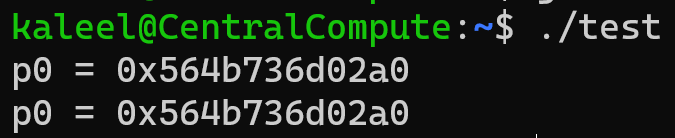 kaleel@CentralCompute:~$ ./test
p0 = 0x564b736d02a0
p0 = 0x564b736d02a0